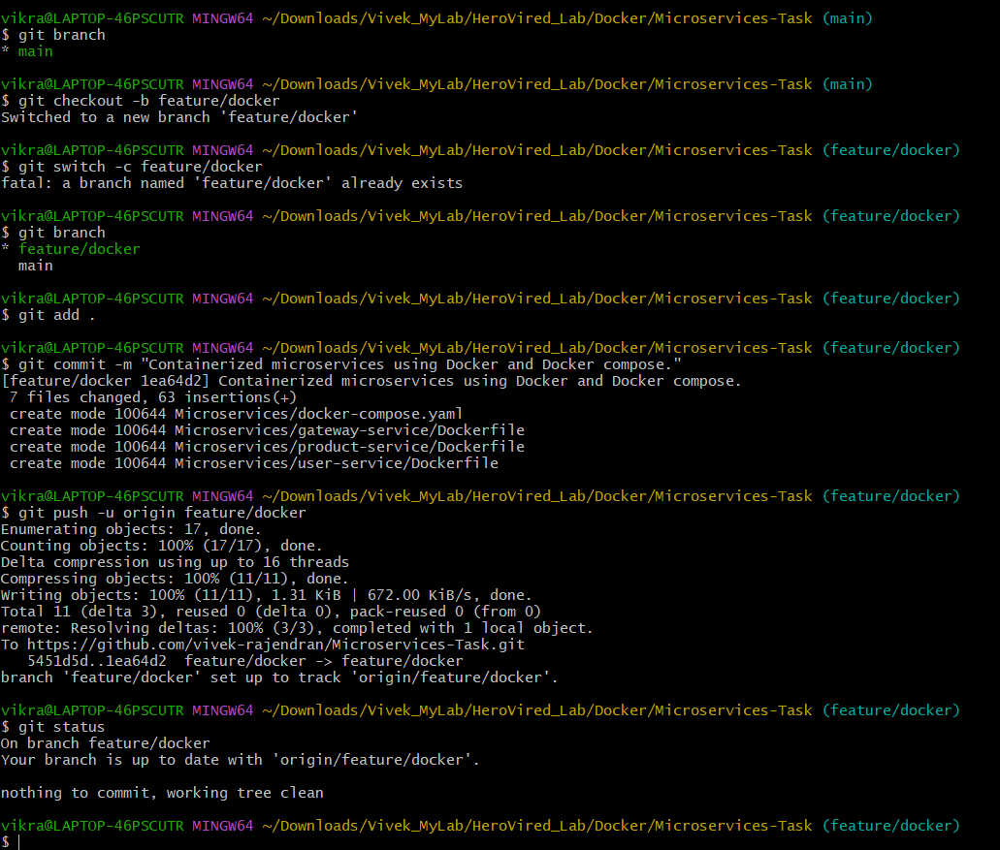 vikra@LAPTOP-46PSCUTR MINGW64 ~/Downloads/Vivek_MyLab/HeroVired_Lab/Docker/Microservices-Task (main)
$ git branch
* main
vikra@LAPTOP-46PSCUTR MINGW64 ~/Downloads/Vivek_MyLab/HeroVired_Lab/Docker/Microservices-Task (main)
$ git checkout -b feature/docker
Switched to a new branch 'feature/docker'
vikra@LAPTOP-46PSCUTR MINGW64 ~/Downloads/Vivek_MyLab/HeroVired_Lab/Docker/Microservices-Task (feature/docker)
$ git switch -c feature/docker
fatal: a branch named 'feature/docker' already exists
vikra@LAPTOP-46PSCUTR MINGW64 ~/Downloads/Vivek_MyLab/HeroVired_Lab/Docker/Microservices-Task (feature/docker)
$ git branch
* feature/docker
  main
vikra@LAPTOP-46PSCUTR MINGW64 ~/Downloads/Vivek_MyLab/HeroVired_Lab/Docker/Microservices-Task (feature/docker)
$ git add .
vikra@LAPTOP-46PSCUTR MINGW64 ~/Downloads/Vivek_MyLab/HeroVired_Lab/Docker/Microservices-Task (feature/docker)
$ git commit -m "Containerized microservices using Docker and Docker compose."
[feature/docker 1ea64d2] Containerized microservices using Docker and Docker compose.
 7 files changed, 63 insertions(+)
 create mode 100644 Microservices/docker-compose.yaml
 create mode 100644 Microservices/gateway-service/Dockerfile
 create mode 100644 Microservices/product-service/Dockerfile
 create mode 100644 Microservices/user-service/Dockerfile
vikra@LAPTOP-46PSCUTR MINGW64 ~/Downloads/Vivek_MyLab/HeroVired_Lab/Docker/Microservices-Task (feature/docker)
$ git push -u origin feature/docker
Enumerating objects: 17, done.
Counting objects: 100% (17/17), done.
Delta compression using up to 16 threads
Compressing objects: 100% (11/11), done.
Writing objects: 100% (11/11), 1.31 KiB | 672.00 KiB/s, done.
Total 11 (delta 3), reused 0 (delta 0), pack-reused 0 (from 0)
remote: Resolving deltas: 100% (3/3), completed with 1 local object.
To https://github.com/vivek-rajendran/Microservices-Task.git
   5451d5d..1ea64d2  feature/docker -> feature/docker
branch 'feature/docker' set up to track 'origin/feature/docker'.
vikra@LAPTOP-46PSCUTR MINGW64 ~/Downloads/Vivek_MyLab/HeroVired_Lab/Docker/Microservices-Task (feature/docker)
$ git status
On branch feature/docker
Your branch is up to date with 'origin/feature/docker'.
nothing to commit, working tree clean
vikra@LAPTOP-46PSCUTR MINGW64 ~/Downloads/Vivek_MyLab/HeroVired_Lab/Docker/Microservices-Task (feature/docker)
$